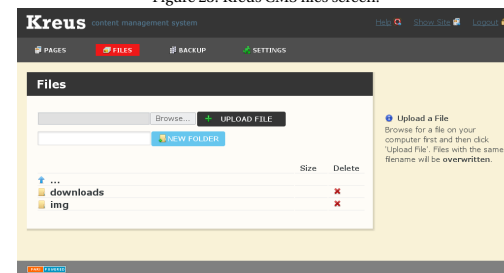 Figure 25: Kreus CMS files screen.
Kreus content management system
Help Show Site Logout
PAGES FILES BACKUP SETTINGS
Files
Browse... + UPLOAD FILE
NEW FOLDER
Size Delete
...
downloads
img
Upload a File
Browse for a file on your
computer first and then click
'Upload File'. Files with the same
filename will be overwritten.